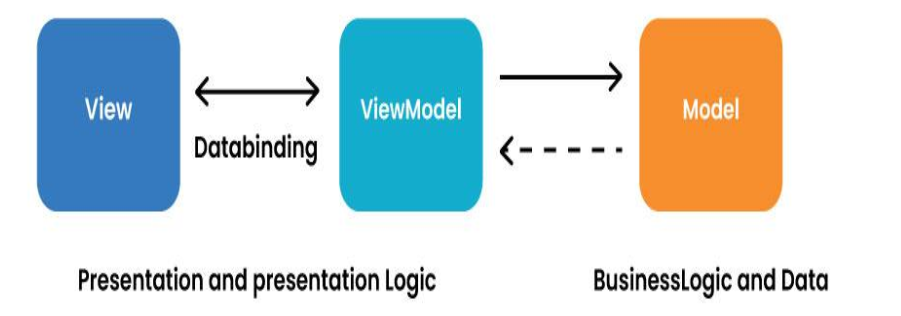 View
ViewModel
Model
Databinding
Presentation and presentation Logic
BusinessLogic and Data